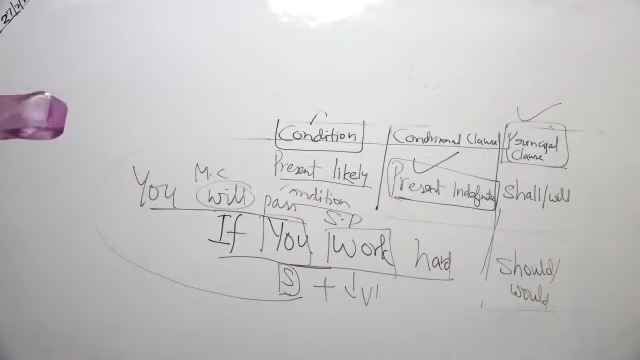 Condition Conditional Clause Principal Clause
Present likely Present Indefinite Shall/will
M.C
You will pass condition
S.P
If You Work hard
S + V1
Should/
would